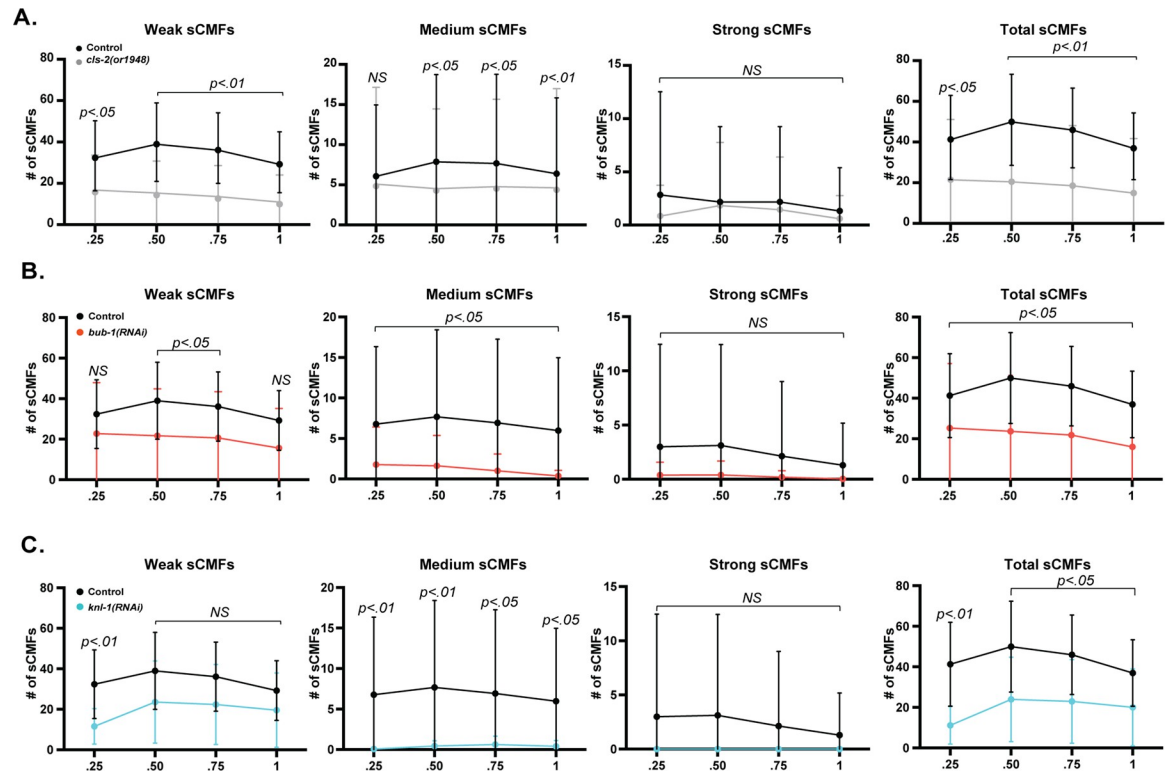 A.
Weak sCMFs
Medium sCMFs
Strong sCMFs
Total sCMFs
Control
cls-2(or1948)
# of sCMFs
80
60
40
20
0
p<.05
p<.01
.25
.50
.75
1
# of sCMFs
20
15
10
5
0
NS
p<.05
p<.05
p<.01
.25
.50
.75
1
# of sCMFs
15
10
5
0
NS
.25
.50
.75
1
# of sCMFs
80
60
40
20
0
p<.05
p<.01
.25
.50
.75
1
B.
Weak sCMFs
Medium sCMFs
Strong sCMFs
Total sCMFs
Control
bub-1(RNAi)
# of sCMFs
80
60
40
20
0
NS
p<.05
NS
.25
.50
.75
1
# of sCMFs
20
15
10
5
0
p<.05
.25
.50
.75
1
# of sCMFs
15
10
5
0
NS
.25
.50
.75
1
# of sCMFs
80
60
40
20
0
p<.05
.25
.50
.75
1
C.
Weak sCMFs
Medium sCMFs
Strong sCMFs
Total sCMFs
Control
knl-1(RNAi)
# of sCMFs
80
60
40
20
0
p<.01
NS
.25
.50
.75
1
# of sCMFs
20
15
10
5
0
p<.01
p<.01
p<.05
p<.05
.25
.50
.75
1
# of sCMFs
15
10
5
0
NS
.25
.50
.75
1
# of sCMFs
80
60
40
20
0
p<.01
p<.05
.25
.50
.75
1